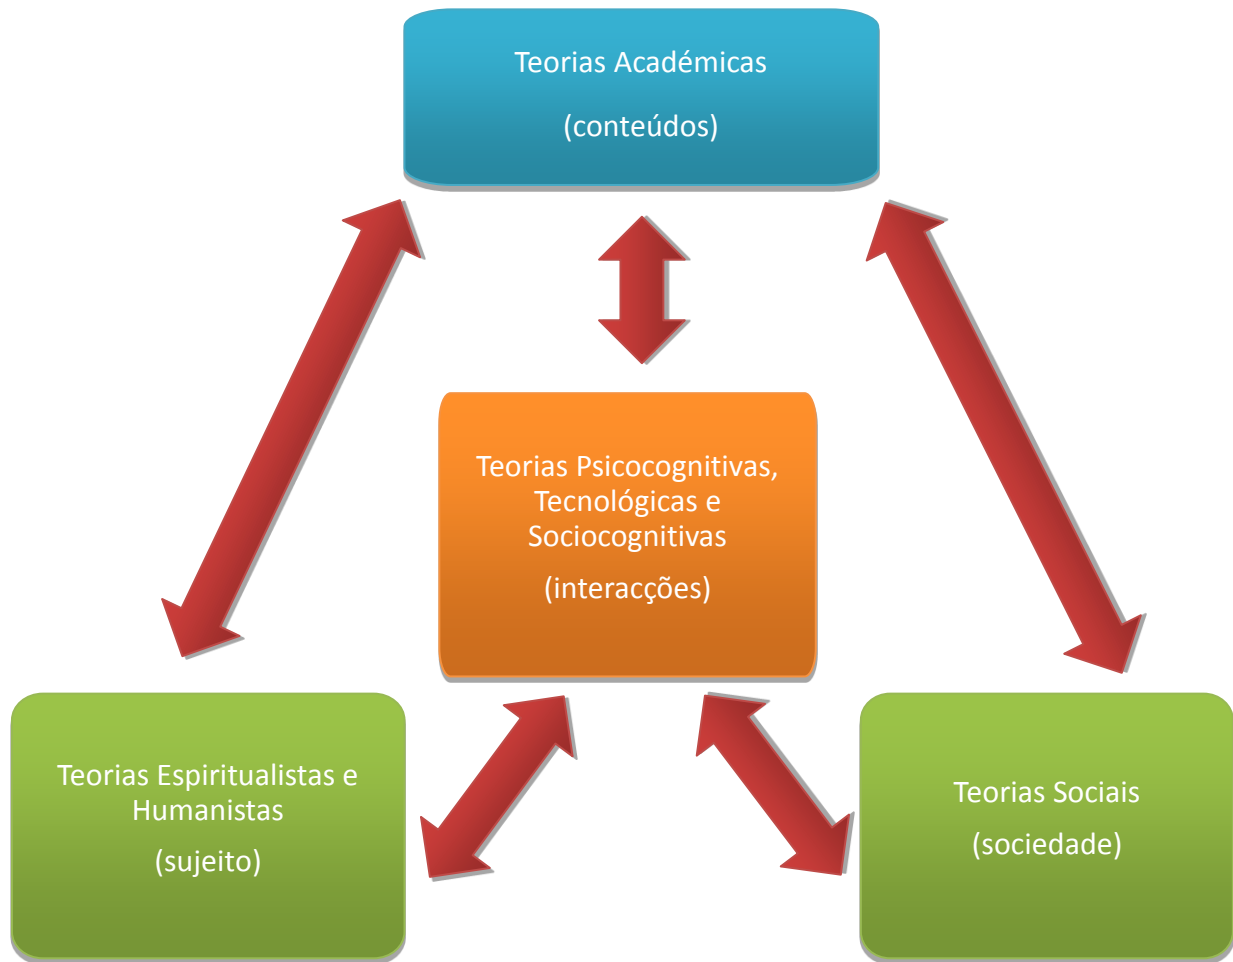 Teorias Académicas
(conteúdos)
Teorias Psicocognitivas,
Tecnológicas e
Sociocognitivas
(interacções)
Teorias Espiritualistas e
Humanistas
(sujeito)
Teorias Sociais
(sociedade)